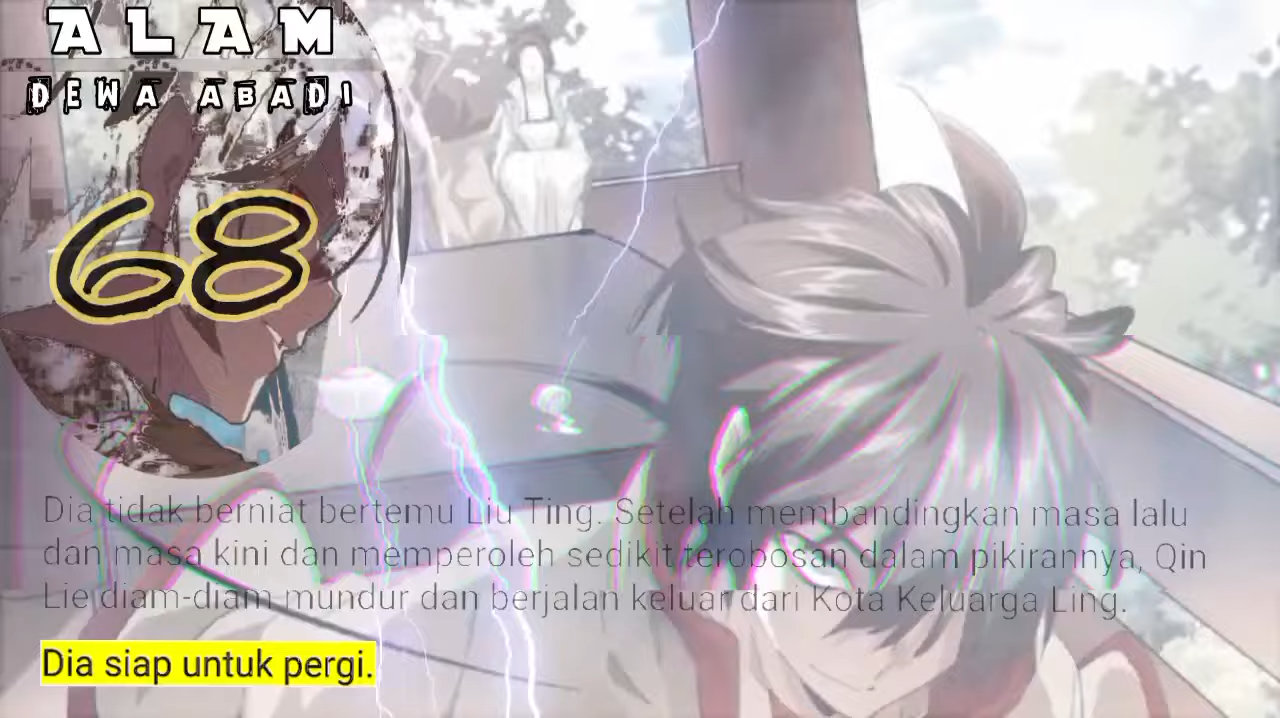 ALAM
DEWA ABADI
68
Dia tidak berniat bertemu Liu Ting. Setelah membandingkan masa lalu
dan masa kini dan memperoleh sedikit terobosan dalam pikirannya, Qin
Lie diam-diam mundur dan berjalan keluar dari Kota Keluarga Ling.
Dia siap untuk pergi.